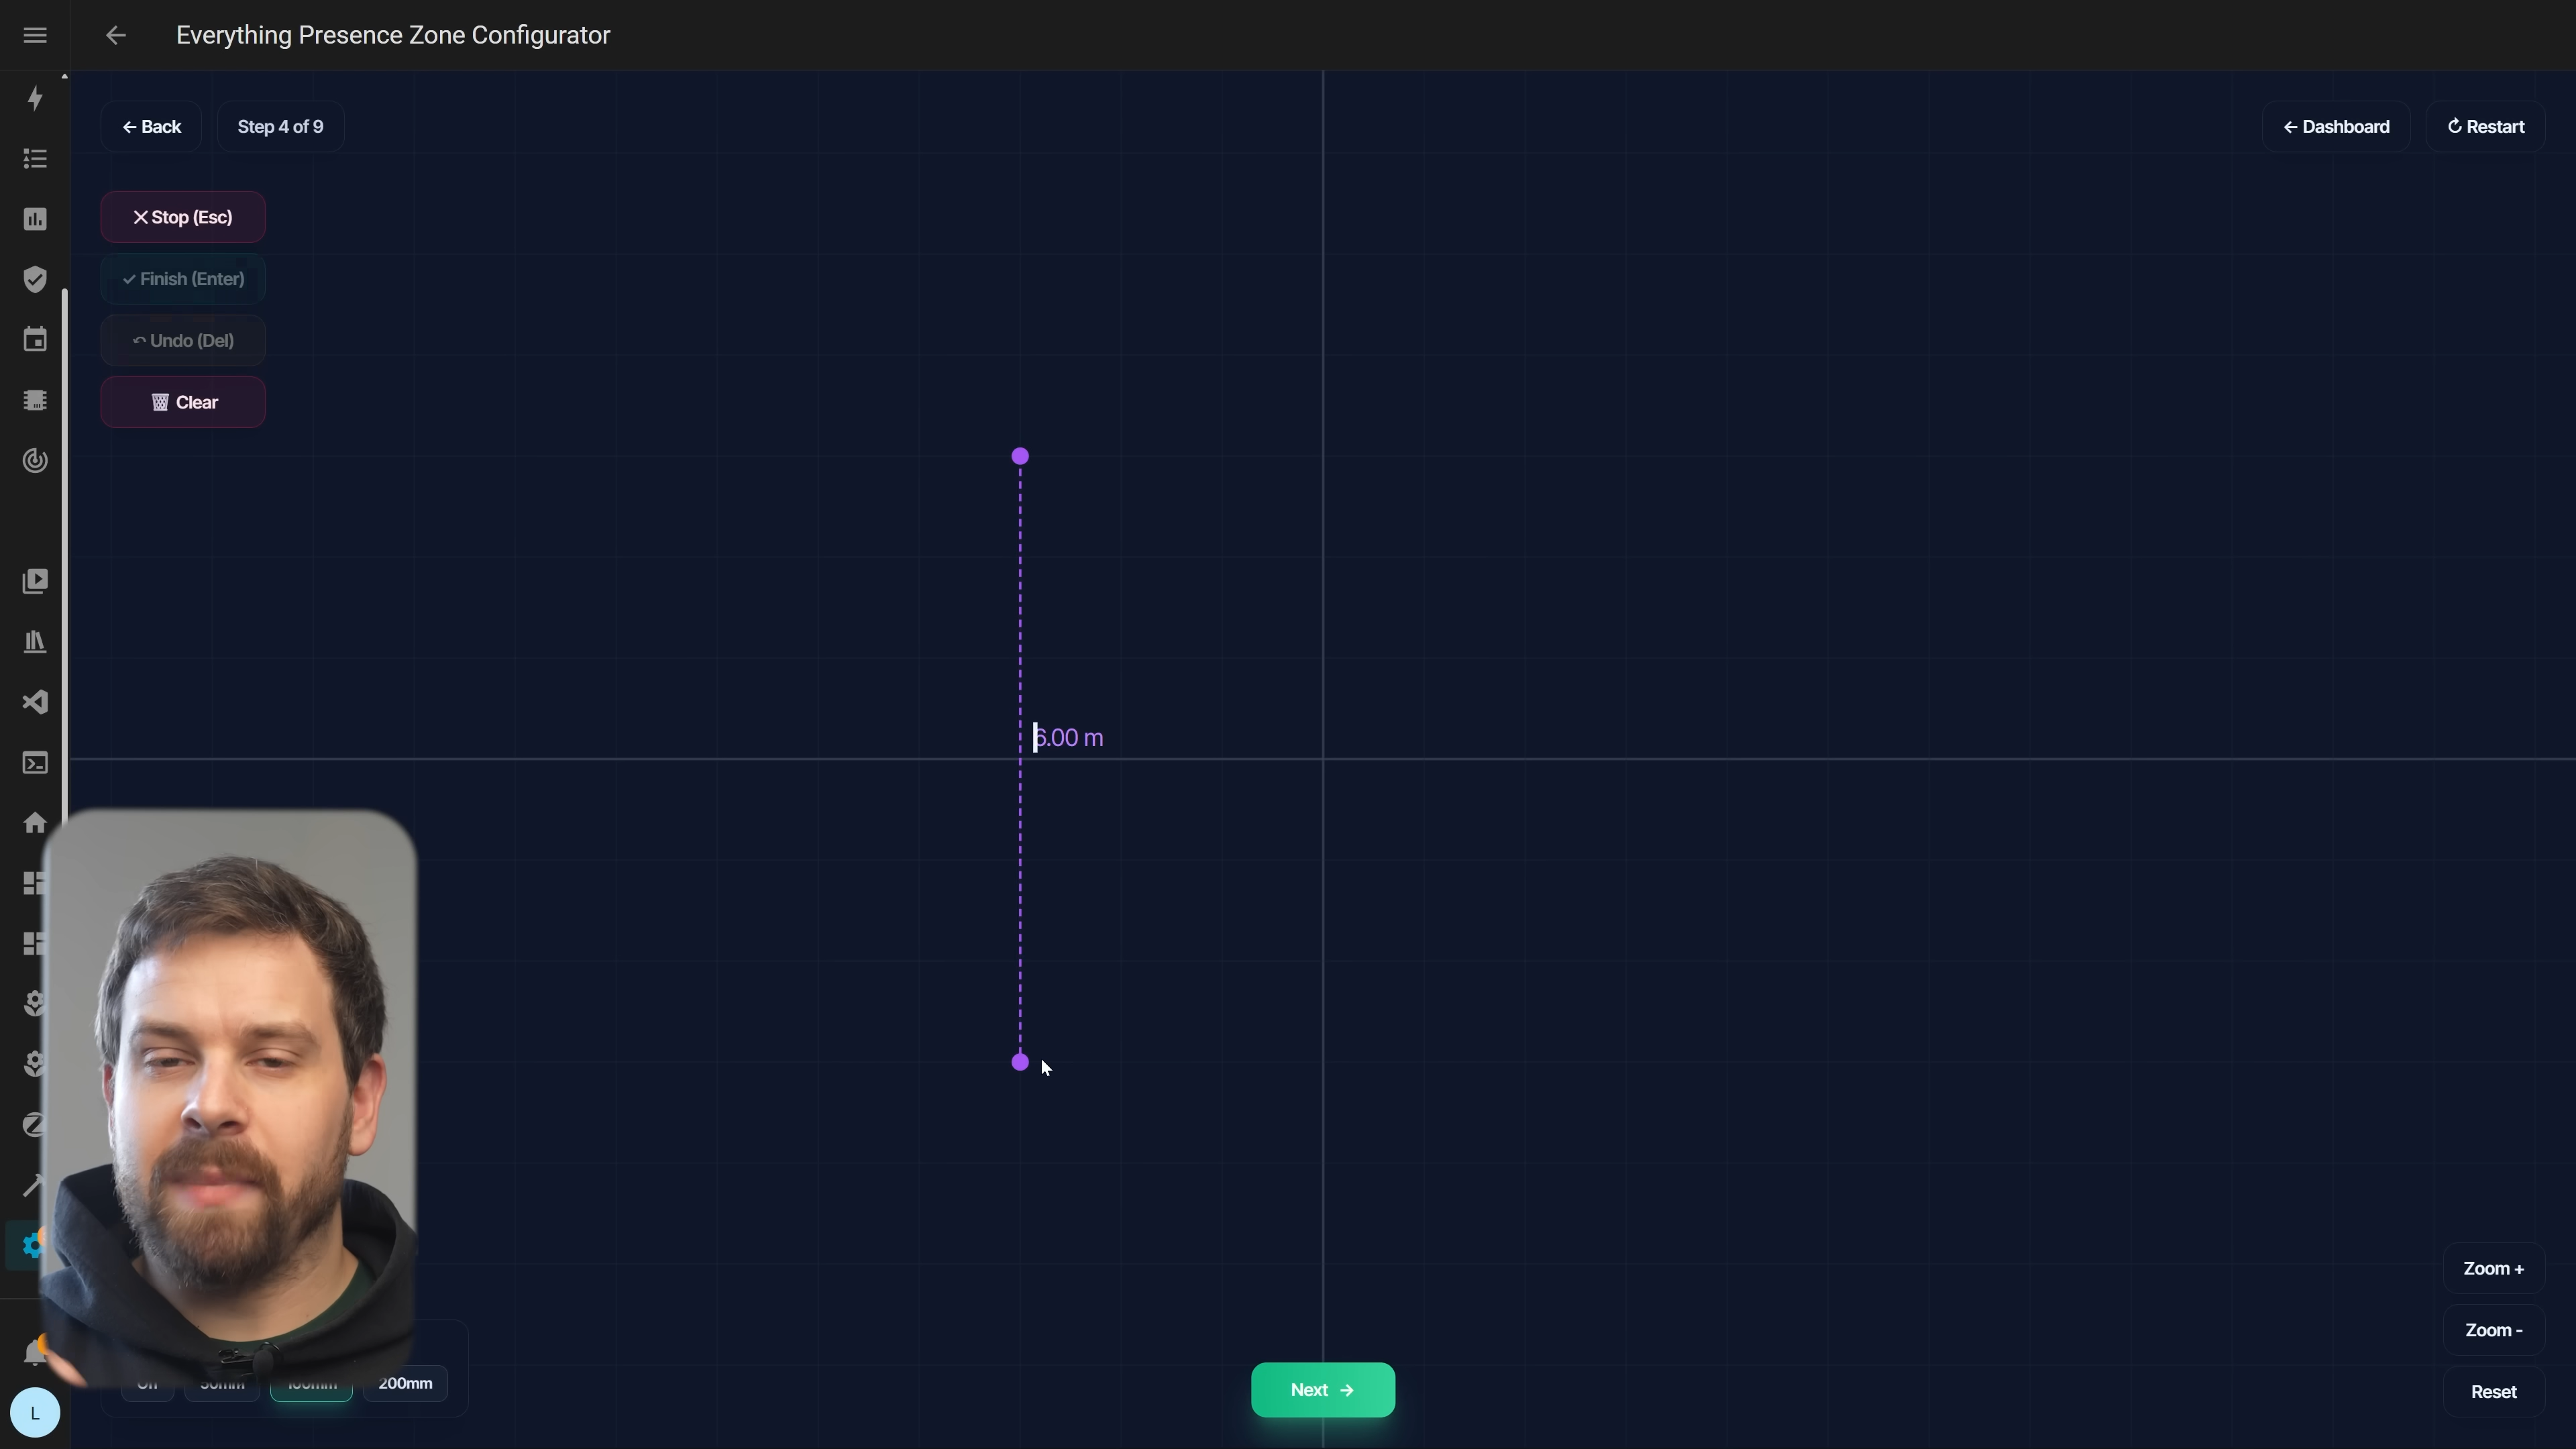 Everything Presence Zone Configurator
← Back
Step 4 of 9
← Dashboard
↻ Restart
✕ Stop (Esc)
✓ Finish (Enter)
↶ Undo (Del)
🗑 Clear
6.00 m
Zoom +
Zoom -
Reset
200mm
Next →
L